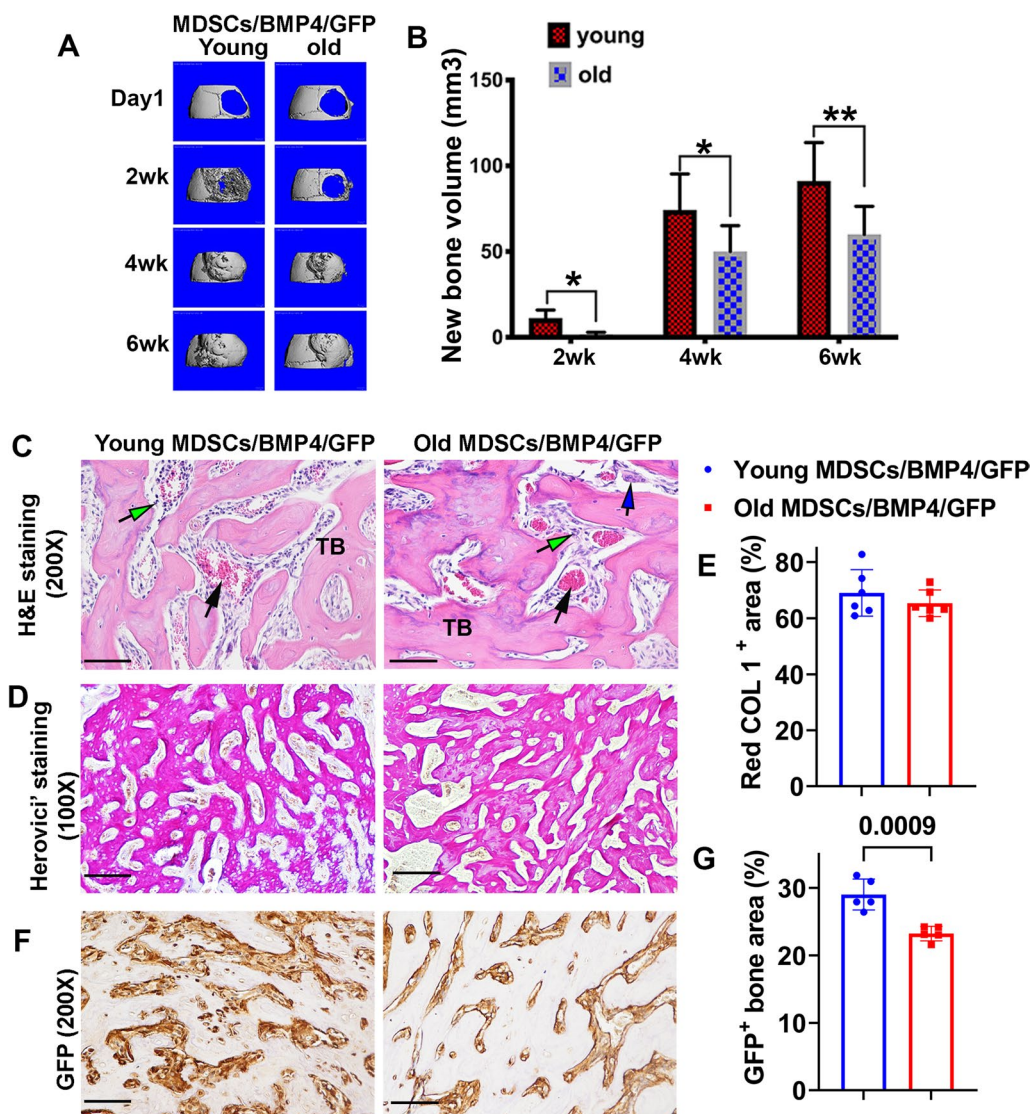 MDSCs/BMP4/GFP
A
Young old
Day1
2wk
4wk
6wk
B
young
old
New bone volume (mm3)
150
100
50
0
*
*
**
2wk 4wk 6wk
C
Young MDSCs/BMP4/GFP
Old MDSCs/BMP4/GFP
H&E staining
(200X)
TB
TB
Young MDSCs/BMP4/GFP
Old MDSCs/BMP4/GFP
D
Herovici' staining
(100X)
E
Red COL 1 + area (%)
80
60
40
20
0
F
GFP (200X)
G
0.0009
GFP+ bone area (%)
30
20
10
0